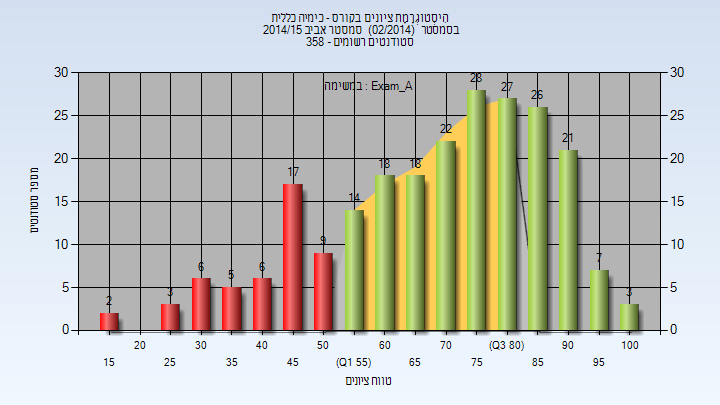 היסטוגרמת ציונים בקורס - כימיה כללית
בסמסטר (02/2014) סמסטר אביב 2014/15
סטודנטים רשומים - 358
במשימה : Exam_A
מספר סטודנטים
30 25 20 15 10 5 0
2 3 6 5 6 17 9 14 18 18 22 28 27 26 21 7 3
30 25 20 15 10 5 0
20 30 40 50 60 70 (Q3 80) 90 100
15 25 35 45 (Q1 55) 65 75 85 95
טווח ציונים